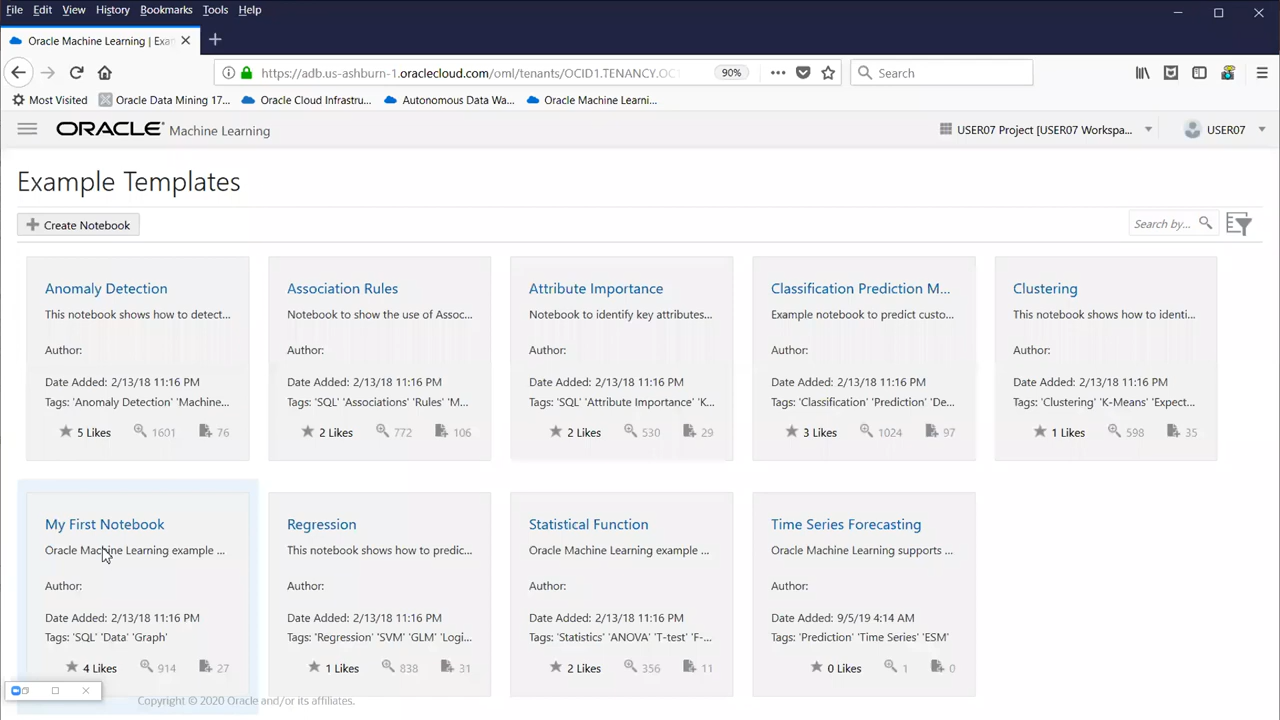 File Edit View History Bookmarks Tools Help
Oracle Machine Learning | Exa
https://adb.us-ashburn-1.oraclecloud.com/oml/tenants/OCID1.TENANCY.OC 90% Search
Most Visited Oracle Data Mining 17... Oracle Cloud Infrastru... Autonomous Data Wa... Oracle Machine Learni...
ORACLE Machine Learning USER07 Project [USER07 Workspa... USER07
Example Templates
Create Notebook Search by...
Anomaly Detection
This notebook shows how to detect...
Author:
Date Added: 2/13/18 11:16 PM
Tags: 'Anomaly Detection' 'Machine...
5 Likes 1601 76
Association Rules
Notebook to show the use of Assoc...
Author:
Date Added: 2/13/18 11:16 PM
Tags: 'SQL' 'Associations' 'Rules' 'M...
2 Likes 772 106
Attribute Importance
Notebook to identify key attributes...
Author:
Date Added: 2/13/18 11:16 PM
Tags: 'SQL' 'Attribute Importance' 'K...
2 Likes 530 29
Classification Prediction M...
Example notebook to predict custo...
Author:
Date Added: 2/13/18 11:16 PM
Tags: 'Classification' 'Prediction' 'De...
3 Likes 1024 97
Clustering
This notebook shows how to identi...
Author:
Date Added: 2/13/18 11:16 PM
Tags: 'Clustering' 'K-Means' 'Expect...
1 Likes 598 35
My First Notebook
Oracle Machine Learning example ...
Author:
Date Added: 2/13/18 11:16 PM
Tags: 'SQL' 'Data' 'Graph'
4 Likes 914 27
Regression
This notebook shows how to predic...
Author:
Date Added: 2/13/18 11:16 PM
Tags: 'Regression' 'SVM' 'GLM' 'Logi...
1 Likes 838 31
Statistical Function
Oracle Machine Learning example ...
Author:
Date Added: 2/13/18 11:16 PM
Tags: 'Statistics' 'ANOVA' 'T-test' 'F-...
2 Likes 356 11
Time Series Forecasting
Oracle Machine Learning supports ...
Author:
Date Added: 9/5/19 4:14 AM
Tags: 'Prediction' 'Time Series' 'ESM'
0 Likes 1 0
Copyright © 2020 Oracle and/or its affiliates.